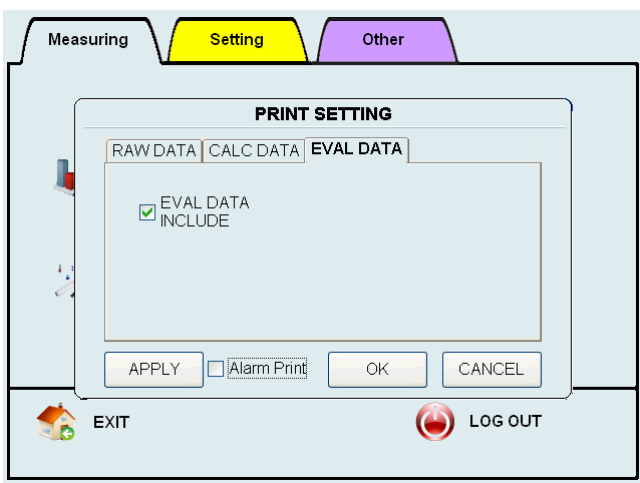 Measuring
Setting
Other
PRINT SETTING
RAW DATA
CALC DATA
EVAL DATA
EVAL DATA
INCLUDE
APPLY
Alarm Print
OK
CANCEL
EXIT
LOG OUT